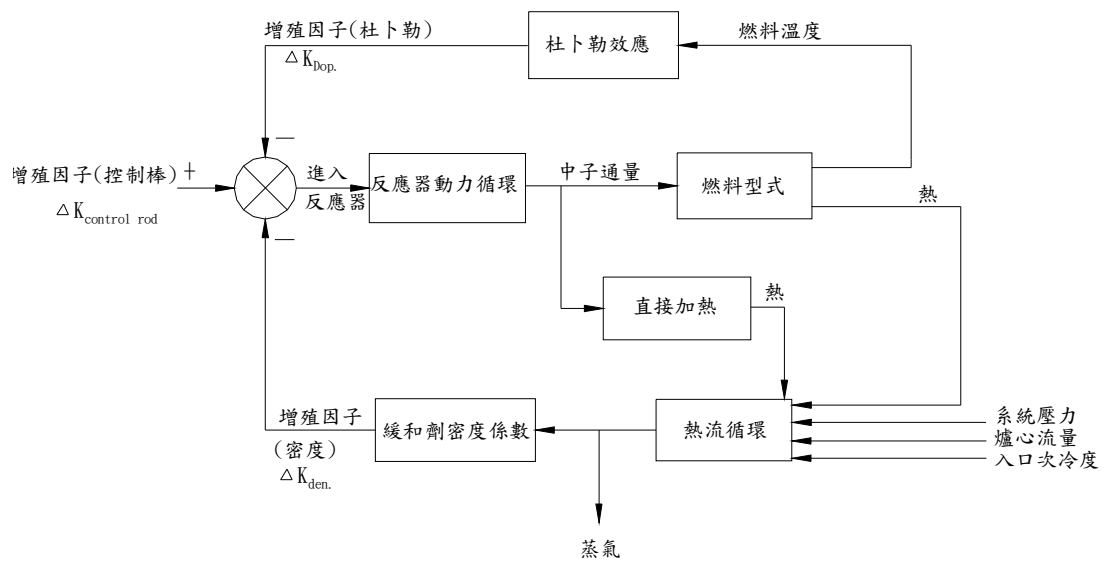 增殖因子(杜卜勒)
△K_Dop.
杜卜勒效應
燃料溫度
—
增殖因子(控制棒)
+
△K_control rod
進入
反應器
反應器動力循環
中子通量
燃料型式
熱
—
直接加熱
熱
增殖因子
(密度)
△K_den.
緩和劑密度係數
熱流循環
系統壓力
爐心流量
入口次冷度
蒸氣